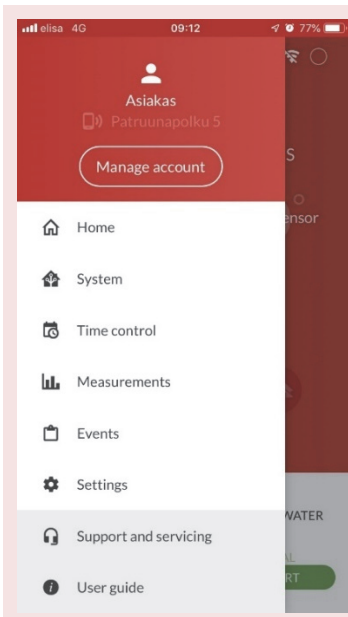 elisa 4G 09:12 77%
Asiakas
Patruunapolku 5
Manage account
Home
System
Time control
Measurements
Events
Settings
Support and servicing
User guide
S
ensor
WATER
AL
RT